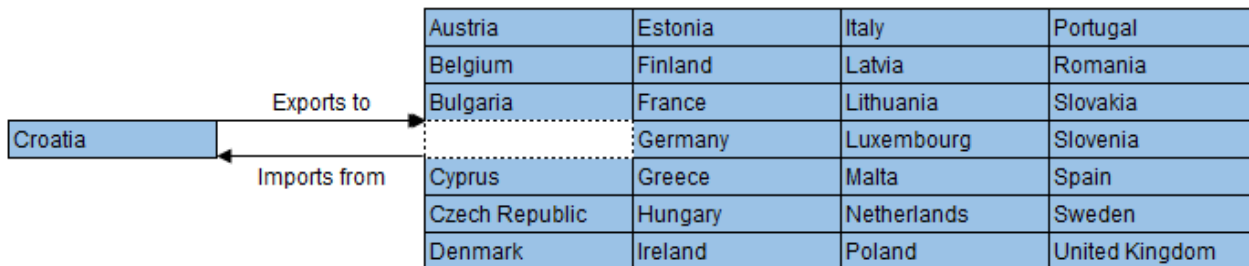 Austria Estonia Italy Portugal
Belgium Finland Latvia Romania
Exports to Bulgaria France Lithuania Slovakia
Croatia Germany Luxembourg Slovenia
Imports from Cyprus Greece Malta Spain
Czech Republic Hungary Netherlands Sweden
Denmark Ireland Poland United Kingdom